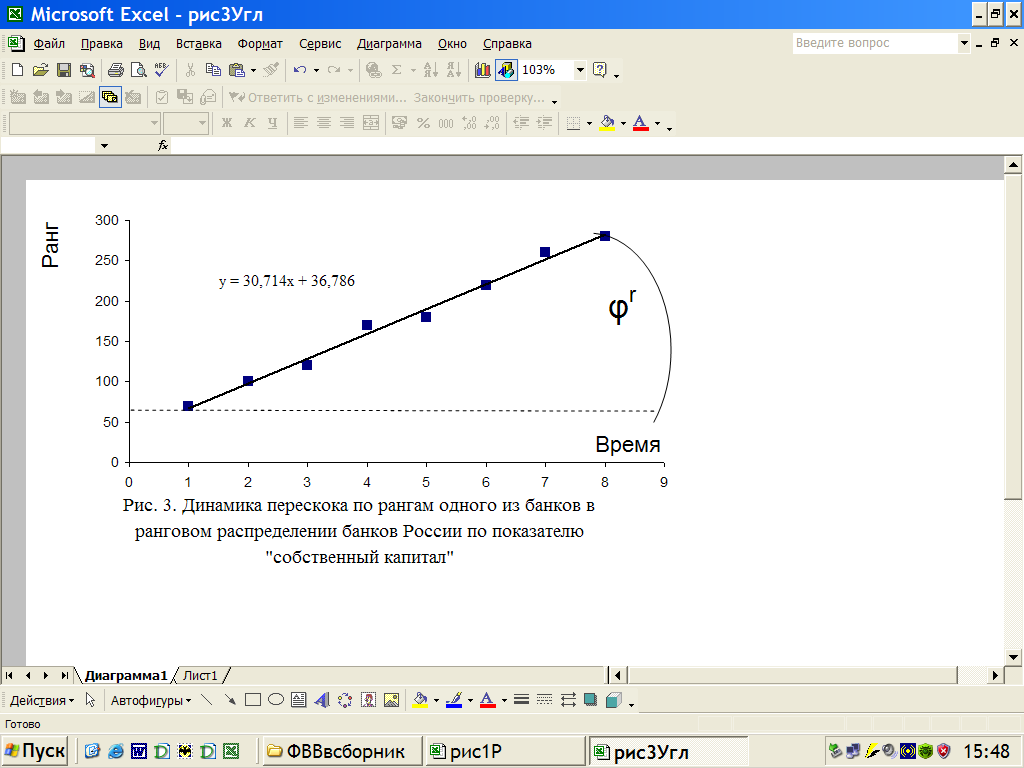 Microsoft Excel - рис3Угл
Файл Правка Вид Вставка Формат Сервис Диаграмма Окно Справка
Введите вопрос
103%
Ответить с изменениями... Закончить проверку...
Ж К Ч % 000
fx
Ранг
300
250
200
150
100
50
0
y = 30,714x + 36,786
φr
Время
0 1 2 3 4 5 6 7 8 9
Рис. 3. Динамика перескока по рангам одного из банков в
ранговом распределении банков России по показателю
"собственный капитал"
Диаграмма1 Лист1
Действия Автофигуры
Готово
Пуск ФВВвсборник рис1Р рис3Угл 15:48